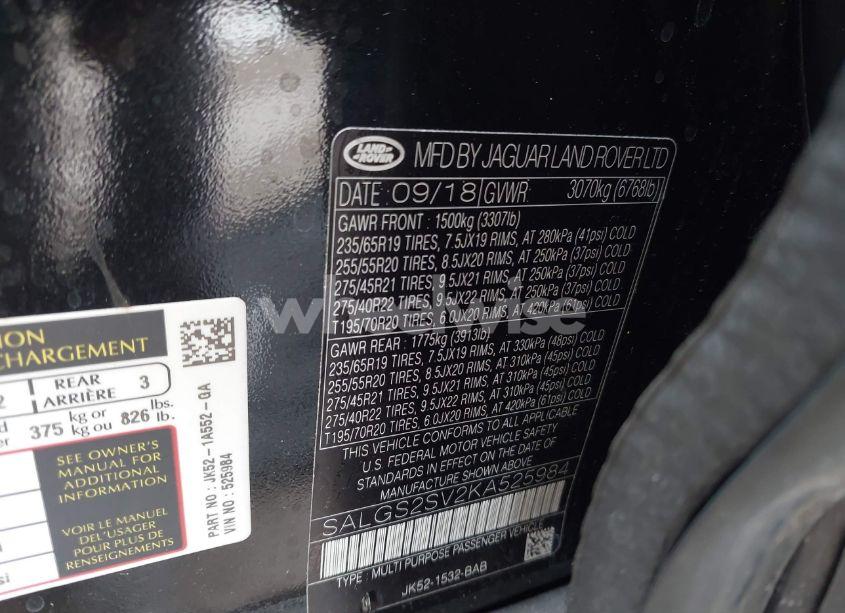 LAND ROVER
MFD BY JAGUAR LAND ROVER LTD
DATE: 09/18 GVWR: 3070kg (6768lb)
GAWR FRONT : 1500kg (3307lb)
235/65R19 TIRES, 7.5JX19 RIMS, AT 280kPa (41psi) COLD
255/55R20 TIRES, 8.5JX20 RIMS, AT 250kPa (37psi) COLD
275/45R21 TIRES, 9.5JX21 RIMS, AT 250kPa (37psi) COLD
275/40R22 TIRES, 9.5JX22 RIMS, AT 250kPa (37psi) COLD
T195/70R20 TIRES, 6.0JX20 RIMS, AT 420kPa (61psi) COLD
GAWR REAR : 1775kg (3913lb)
235/65R19 TIRES, 7.5JX19 RIMS, AT 330kPa (48psi) COLD
255/55R20 TIRES, 8.5JX20 RIMS, AT 310kPa (45psi) COLD
275/45R21 TIRES, 9.5JX21 RIMS, AT 310kPa (45psi) COLD
275/40R22 TIRES, 9.5JX22 RIMS, AT 310kPa (45psi) COLD
T195/70R20 TIRES, 6.0JX20 RIMS, AT 420kPa (61psi) COLD
THIS VEHICLE CONFORMS TO ALL APPLICABLE
U.S. FEDERAL MOTOR VEHICLE SAFETY
STANDARDS IN EFFECT ON THE DATE OF
MANUFACTURE SHOWN ABOVE.
SALGS2SV2KA525984
TYPE : MULTI PURPOSE PASSENGER VEHICLE
JK52-1532-BAB
CHARGEMENT
2 REAR ARRIÈRE 3
375 kg or kg ou 826 lbs. lb.
SEE OWNER'S
MANUAL FOR
ADDITIONAL
INFORMATION
VOIR LE MANUEL
DEL'USAGER
POUR PLUS DE
RENSEIGNEMENTS
PART NO : JK52-1A552-GA
VIN NO : 525984